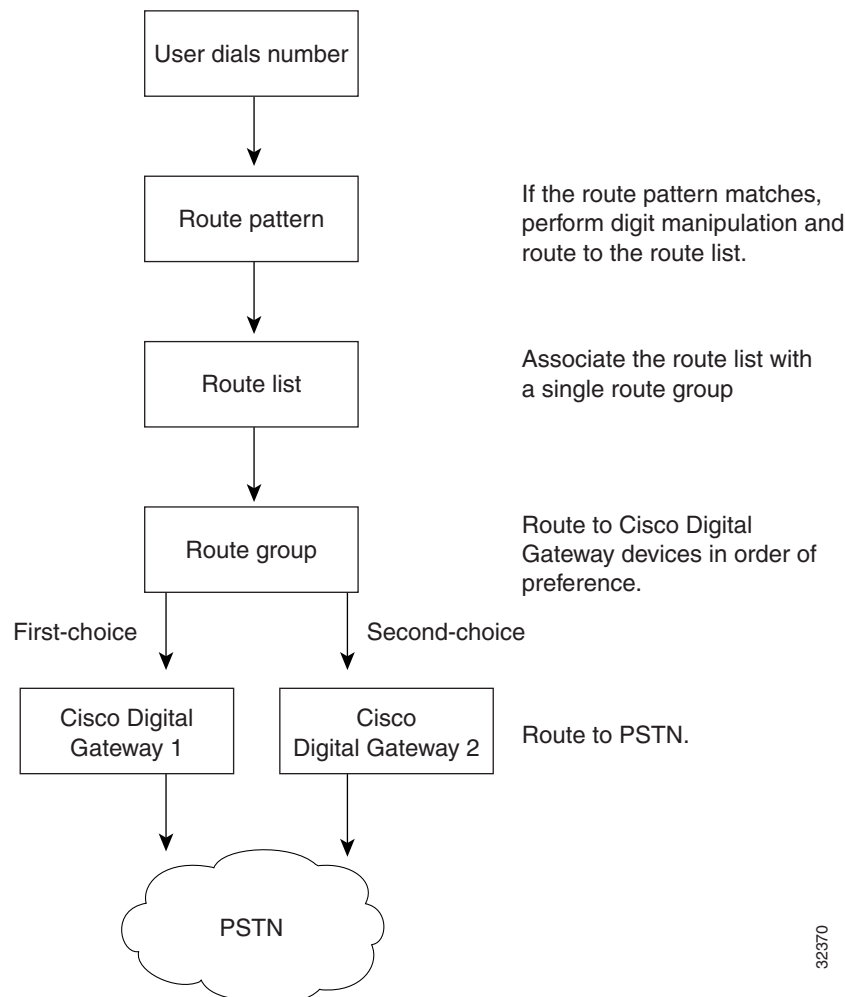 User dials number
Route pattern
If the route pattern matches,
perform digit manipulation and
route to the route list.
Route list
Associate the route list with
a single route group
Route group
Route to Cisco Digital
Gateway devices in order of
preference.
First-choice
Second-choice
Cisco Digital
Gateway 1
Cisco
Digital Gateway 2
Route to PSTN.
PSTN
32370